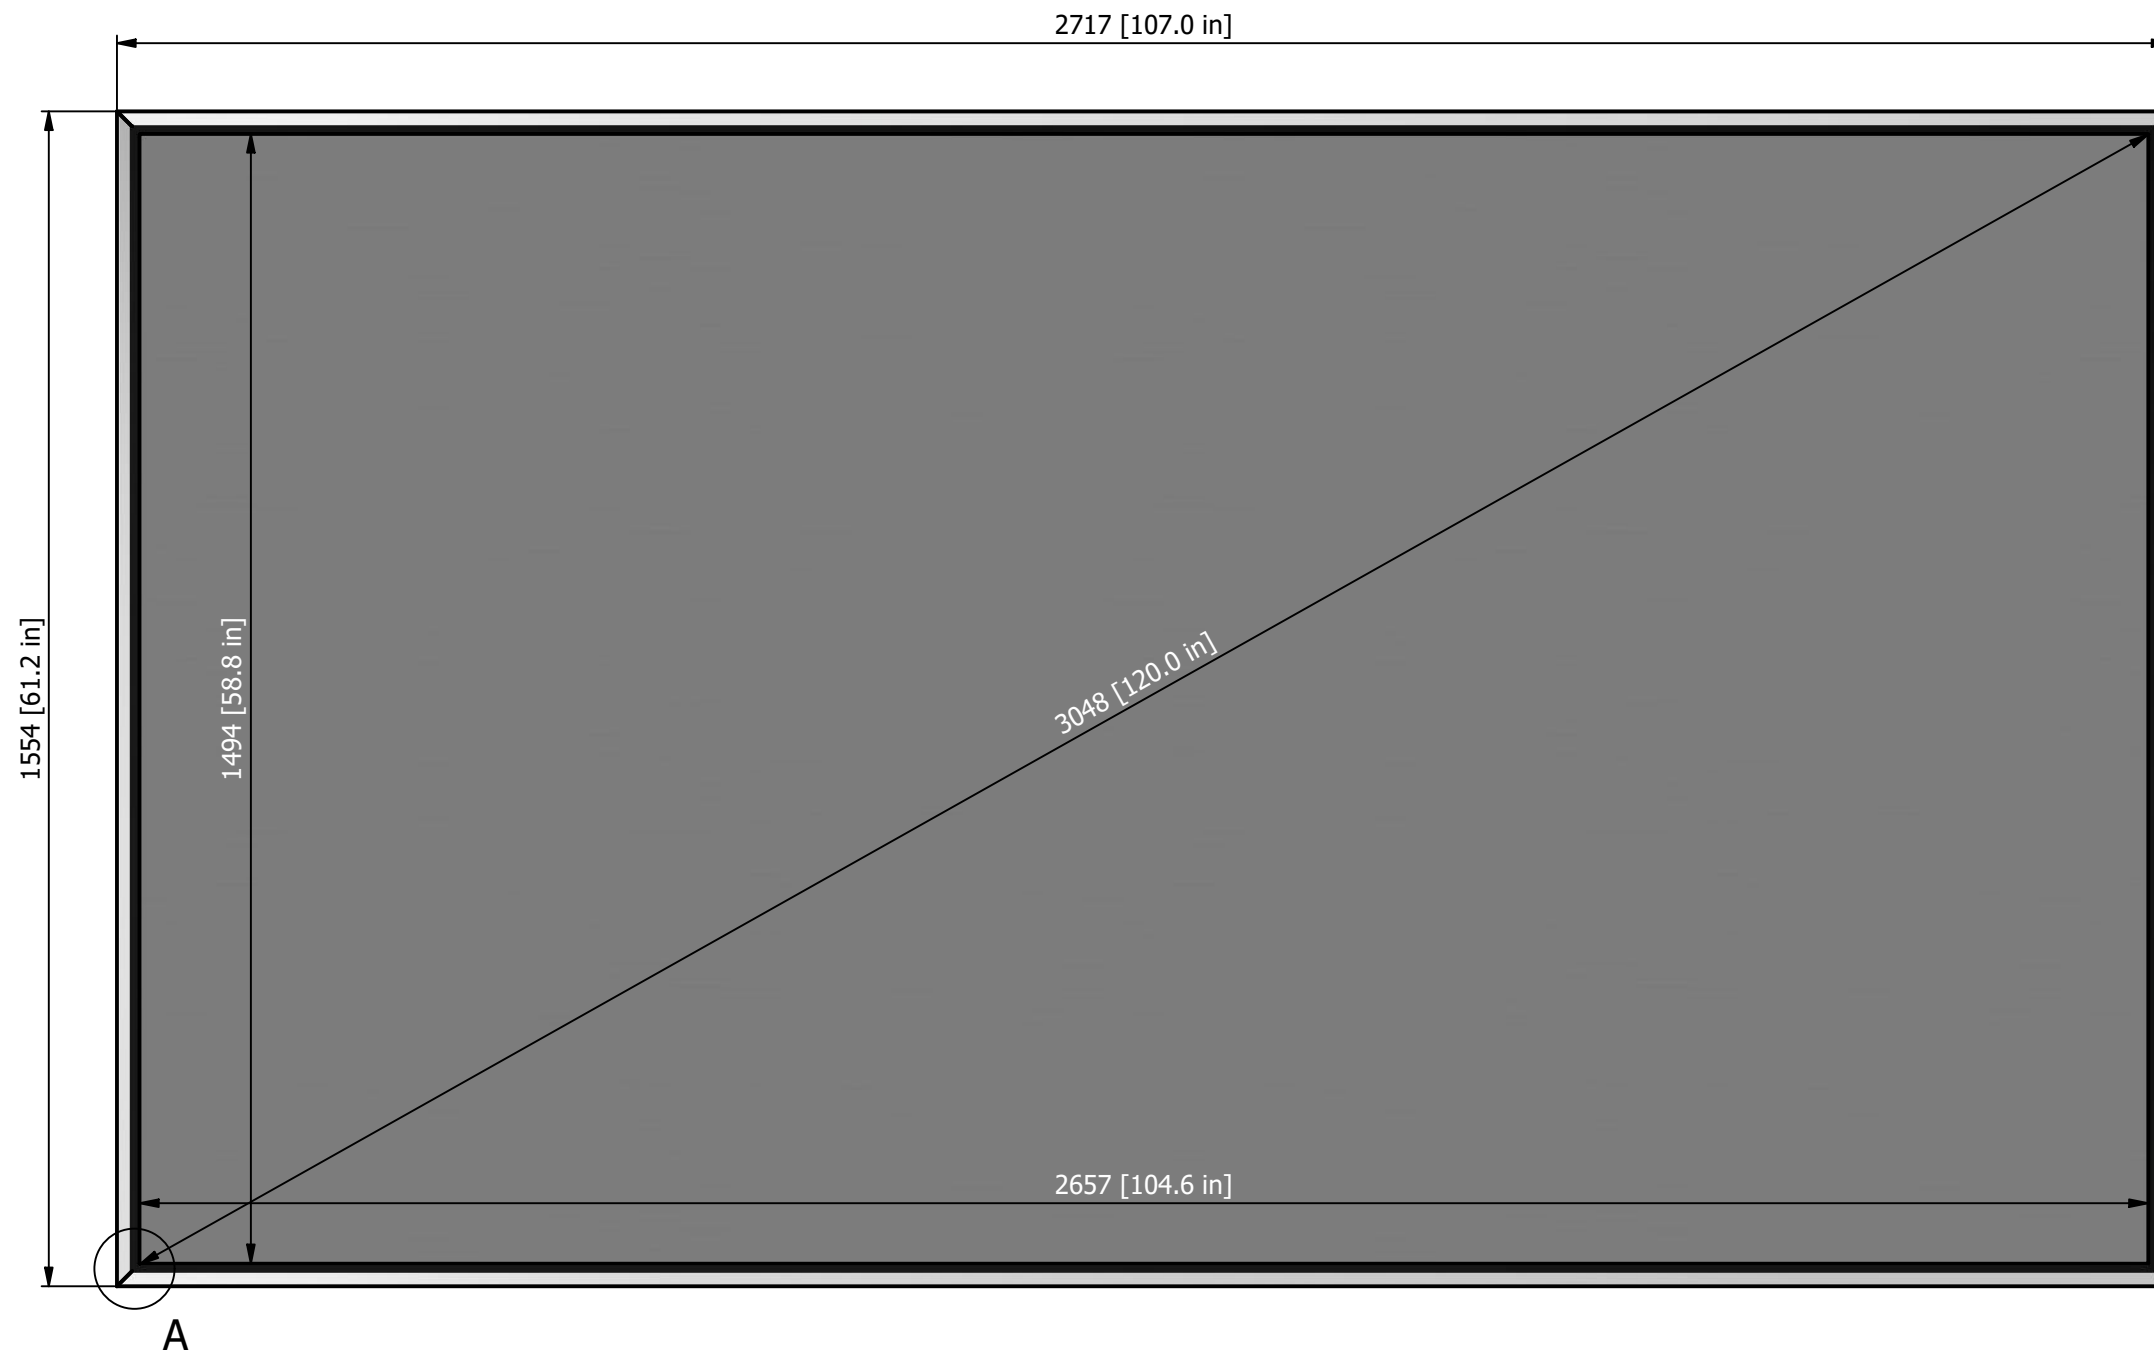 2717 [107.0 in]
1554 [61.2 in]
1494 [58.8 in]
3048 [120.0 in]
2657 [104.6 in]
A